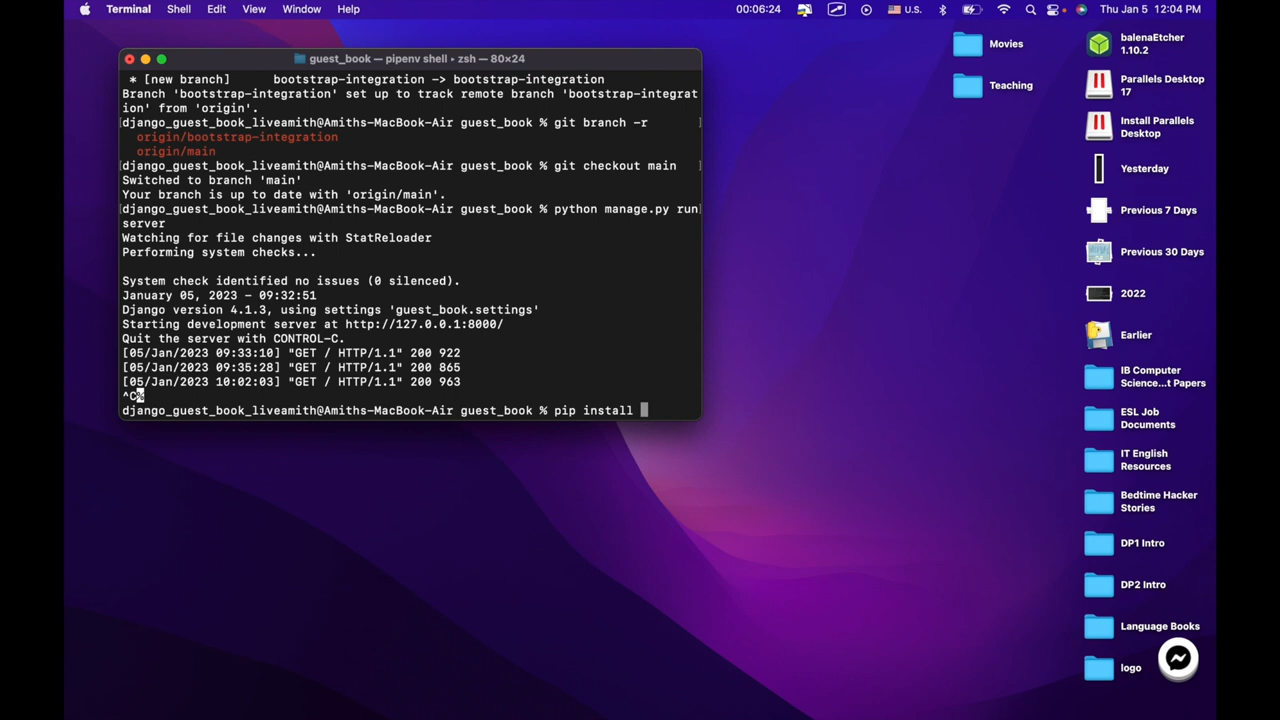 Terminal Shell Edit View Window Help 00:06:24 U.S. Thu Jan 5 12:04 PM
guest_book — pipenv shell ▸ zsh — 80×24
 * [new branch]      bootstrap-integration -> bootstrap-integration
Branch 'bootstrap-integration' set up to track remote branch 'bootstrap-integrat
ion' from 'origin'.
[django_guest_book_liveamith@Amiths-MacBook-Air guest_book % git branch -r       ]
  origin/bootstrap-integration
  origin/main
[django_guest_book_liveamith@Amiths-MacBook-Air guest_book % git checkout main   ]
Switched to branch 'main'
Your branch is up to date with 'origin/main'.
[django_guest_book_liveamith@Amiths-MacBook-Air guest_book % python manage.py run]
server
Watching for file changes with StatReloader
Performing system checks...
System check identified no issues (0 silenced).
January 05, 2023 - 09:32:51
Django version 4.1.3, using settings 'guest_book.settings'
Starting development server at http://127.0.0.1:8000/
Quit the server with CONTROL-C.
[05/Jan/2023 09:33:10] "GET / HTTP/1.1" 200 922
[05/Jan/2023 09:35:28] "GET / HTTP/1.1" 200 865
[05/Jan/2023 10:02:03] "GET / HTTP/1.1" 200 963
^C%
django_guest_book_liveamith@Amiths-MacBook-Air guest_book % pip install
Movies
Teaching
balenaEtcher
1.10.2
Parallels Desktop
17
Install Parallels
Desktop
Yesterday
Previous 7 Days
Previous 30 Days
2022
Earlier
IB Computer
Science...t Papers
ESL Job
Documents
IT English
Resources
Bedtime Hacker
Stories
DP1 Intro
DP2 Intro
Language Books
logo